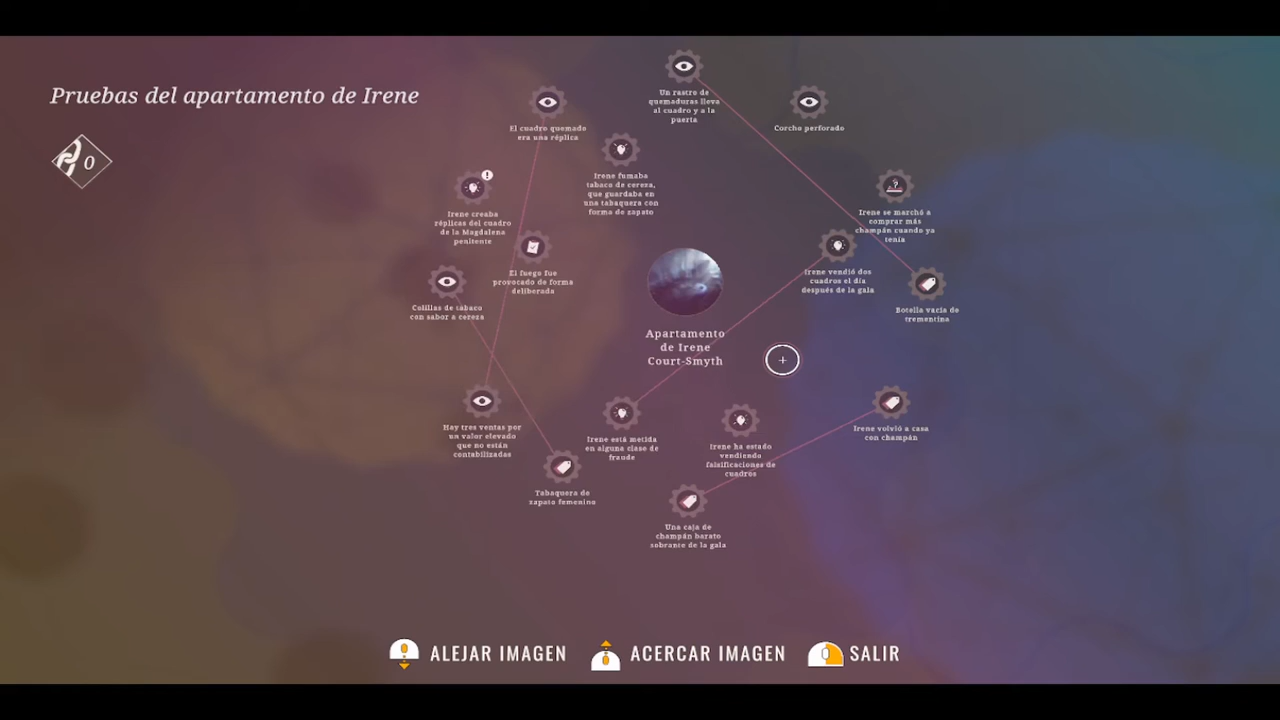 Pruebas del apartamento de Irene
0
Un rastro de
quemaduras lleva
al cuadro y a la
puerta
El cuadro quemado
era una réplica
Corcho perforado
Irene fumaba
tabaco de cereza,
que guardaba en
una tabaquera con
forma de zapato
!
Irene creaba
réplicas del cuadro
de la Magdalena
penitente
Irene se marchó a
comprar más
champán cuando ya
tenía
El fuego fue
provocado de forma
deliberada
Irene vendió dos
cuadros el día
después de la gala
Colillas de tabaco
con sabor a cereza
Botella vacía de
trementina
Apartamento
de Irene
Court-Smyth
Hay tres ventas por
un valor elevado
que no están
contabilizadas
Irene está metida
en alguna clase de
fraude
Irene ha estado
vendiendo
falsificaciones de
cuadros
Irene volvió a casa
con champán
Tabaquera de
zapato femenino
Una caja de
champán barato
sobrante de la gala
ALEJAR IMAGEN
ACERCAR IMAGEN
SALIR